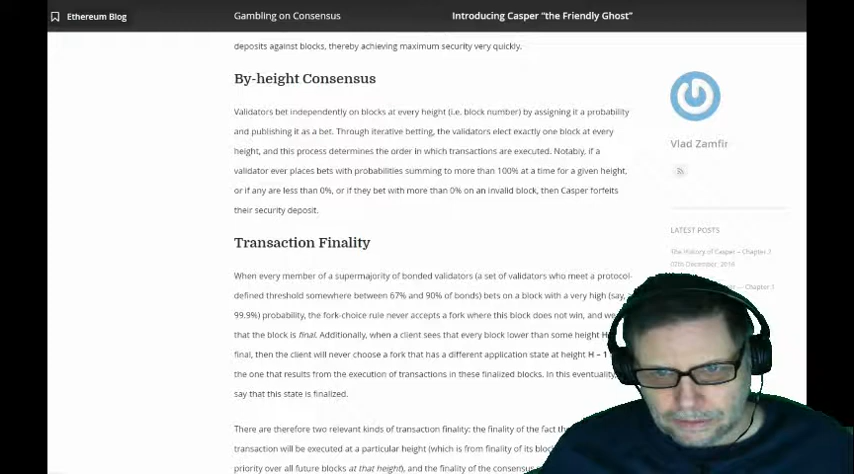 Ethereum Blog
Gambling on Consensus
Introducing Casper "the Friendly Ghost"
deposits against blocks, thereby achieving maximum security very quickly.
By-height Consensus
Validators bet independently on blocks at every height (i.e. block number) by assigning it a probability
and publishing it as a bet. Through iterative betting, the validators elect exactly one block at every
height, and this process determines the order in which transactions are executed. Notably, if a
validator ever places bets with probabilities summing to more than 100% at a time for a given height,
or if any are less than 0%, or if they bet with more than 0% on an invalid block, then Casper forfeits
their security deposit.
Transaction Finality
When every member of a supermajority of bonded validators (a set of validators who meet a protocol-
defined threshold somewhere between 67% and 90% of bonds) bets on a block with a very high (say, >
99.9%) probability, the fork-choice rule never accepts a fork where this block does not win, and we
that the block is final. Additionally, when a client sees that every block lower than some height H
final, then the client will never choose a fork that has a different application state at height H – 1
the one that results from the execution of transactions in these finalized blocks. In this eventuality,
say that this state is finalized.
There are therefore two relevant kinds of transaction finality: the finality of the fact
transaction will be executed at a particular height (which is from finality of its
priority over all future blocks at that height), and the finality of the consensus
Vlad Zamfir
LATEST POSTS
The History of Casper – Chapter 2
December, 2016
– Chapter 1